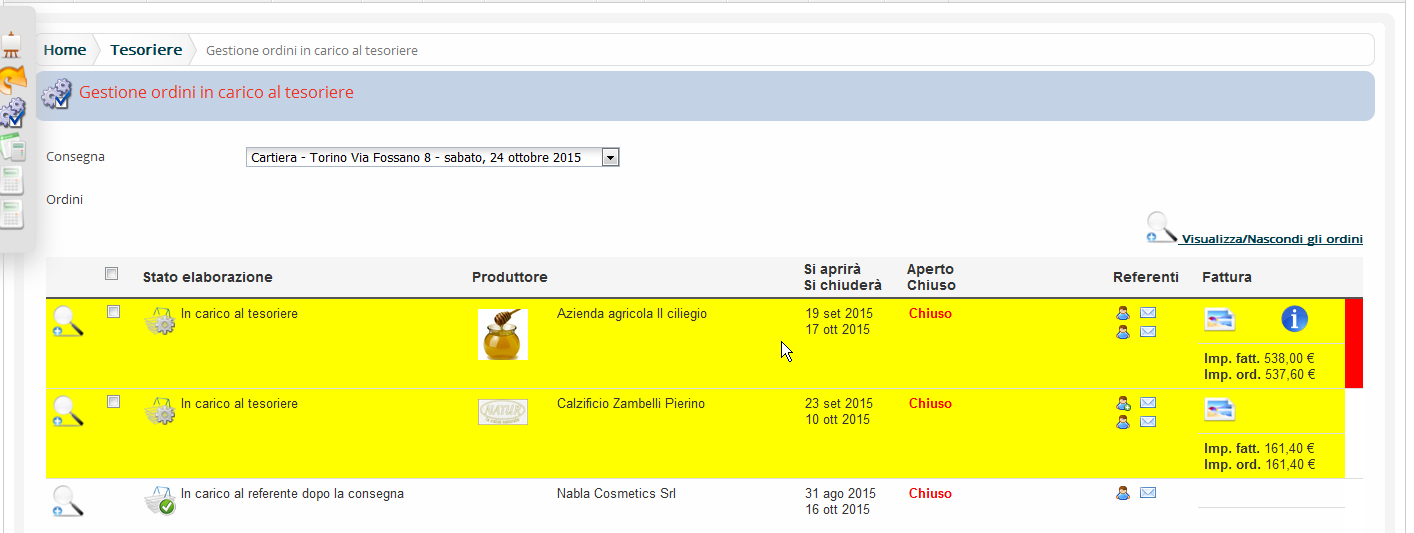 Home Tesoriere Gestione ordini in carico al tesoriere
Gestione ordini in carico al tesoriere
Consegna Cartiera - Torino Via Fossano 8 - sabato, 24 ottobre 2015
Ordini
Visualizza/Nascondi gli ordini
Stato elaborazione Produttore Si aprirà Aperto Referenti Fattura
Si chiuderà Chiuso
In carico al tesoriere Azienda agricola Il ciliegio 19 set 2015 Chiuso
17 ott 2015
Imp. fatt. 538,00 €
Imp. ord. 537,60 €
In carico al tesoriere NATUR Calzificio Zambelli Pierino 23 set 2015 Chiuso
10 ott 2015
Imp. fatt. 161,40 €
Imp. ord. 161,40 €
In carico al referente dopo la consegna Nabla Cosmetics Srl 31 ago 2015 Chiuso
16 ott 2015